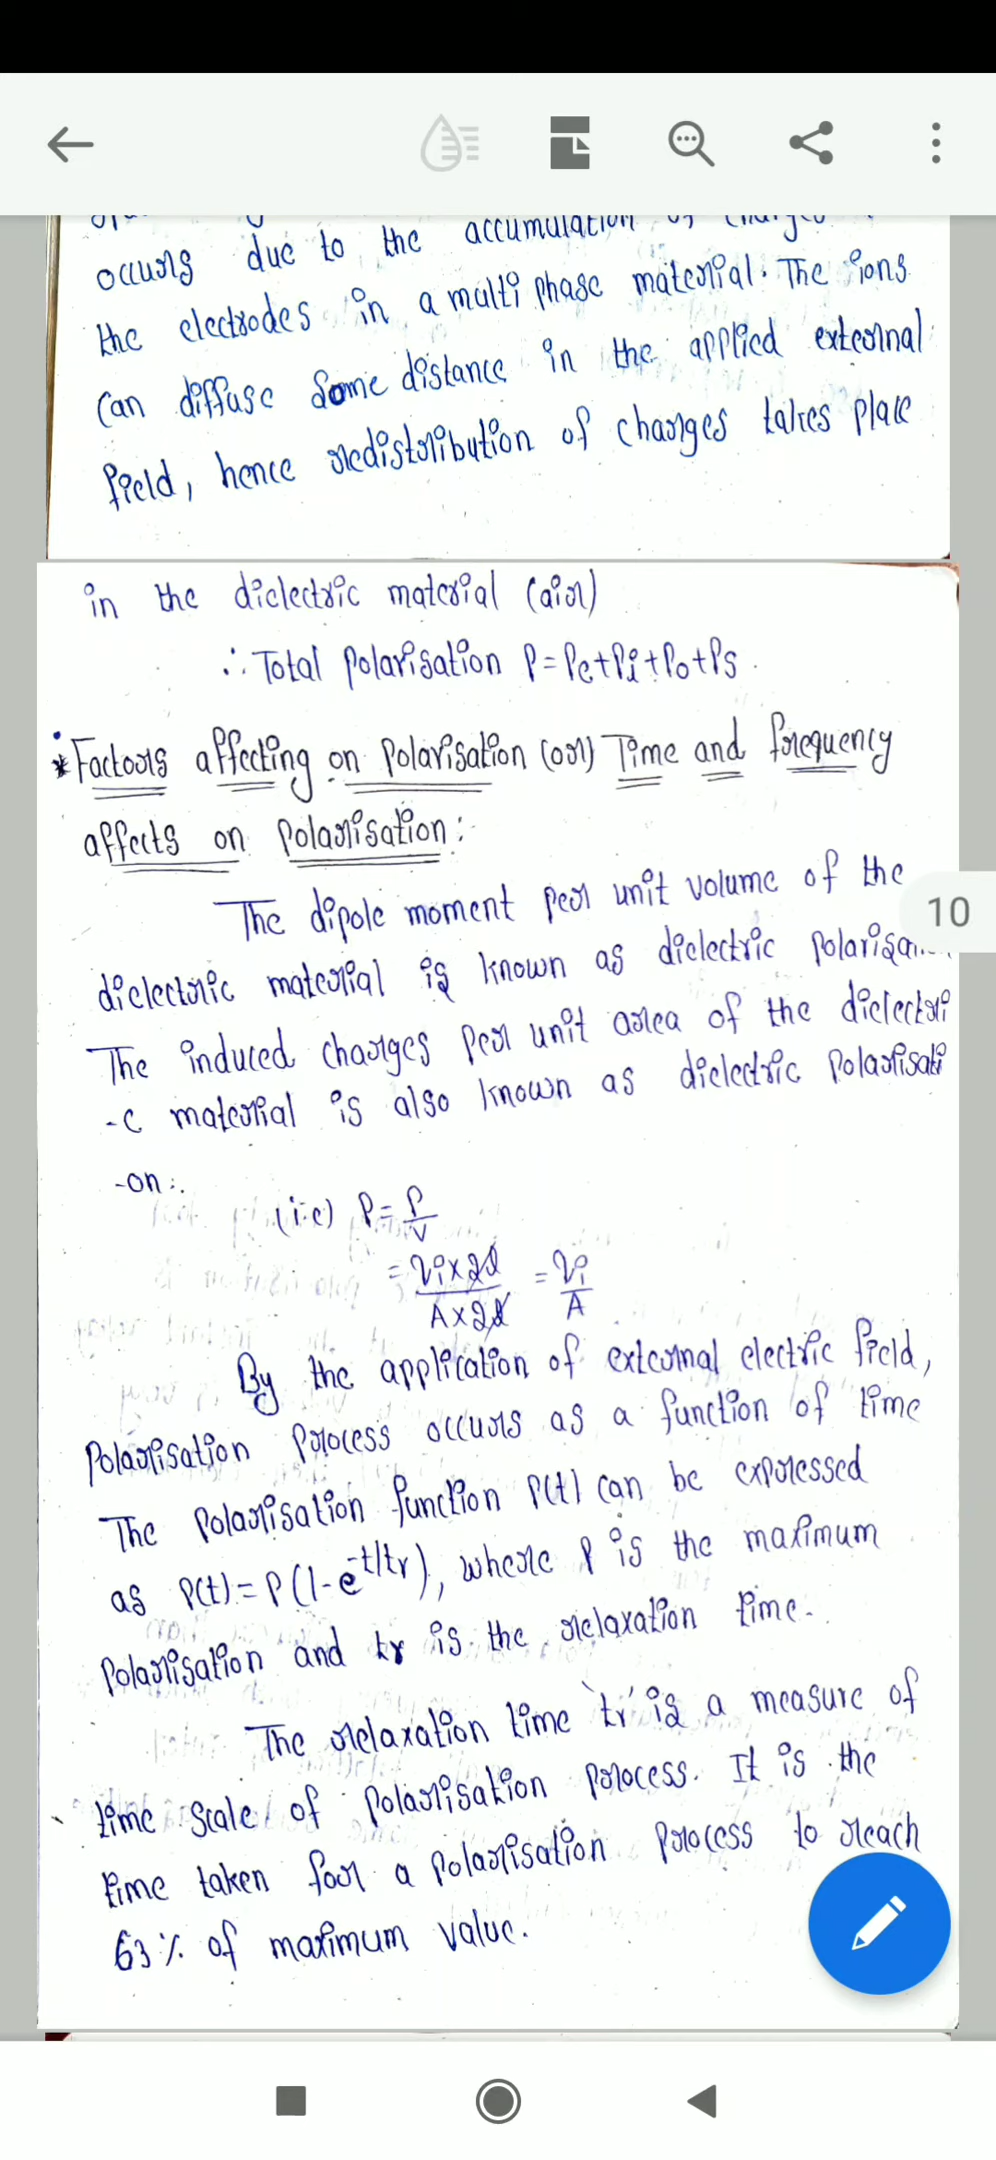 occurs due to the accumulation of charges
the electrodes in a multi phase material. The ions
can diffuse some distance in the applied external
field, hence redistribution of charges takes place
in the dielectric material (air)
∴ Total polarisation P=Pe+Pi+Po+Ps.
*Factors affecting on polarisation (or) Time and frequency
affects on polarisation:-
The dipole moment per unit volume of the
10
dielectric material is known as dielectric polarisa
The induced charges per unit area of the dielectri
-c material is also known as dielectric polarisati
-on:.
(i.e) P= P/V
= qi×2d/A×2d = qi/A
By the application of external electric field,
polarisation process occurs as a function of time
The polarisation function P(t) can be expressed
as P(t)=P(1-e^-t/tr), where P is the maximum
polarisation and tr is the relaxation time.
The relaxation time 'tr' is a measure of
time scale of polarisation process. It is the
time taken for a polarisation process to reach
63% of maximum value.